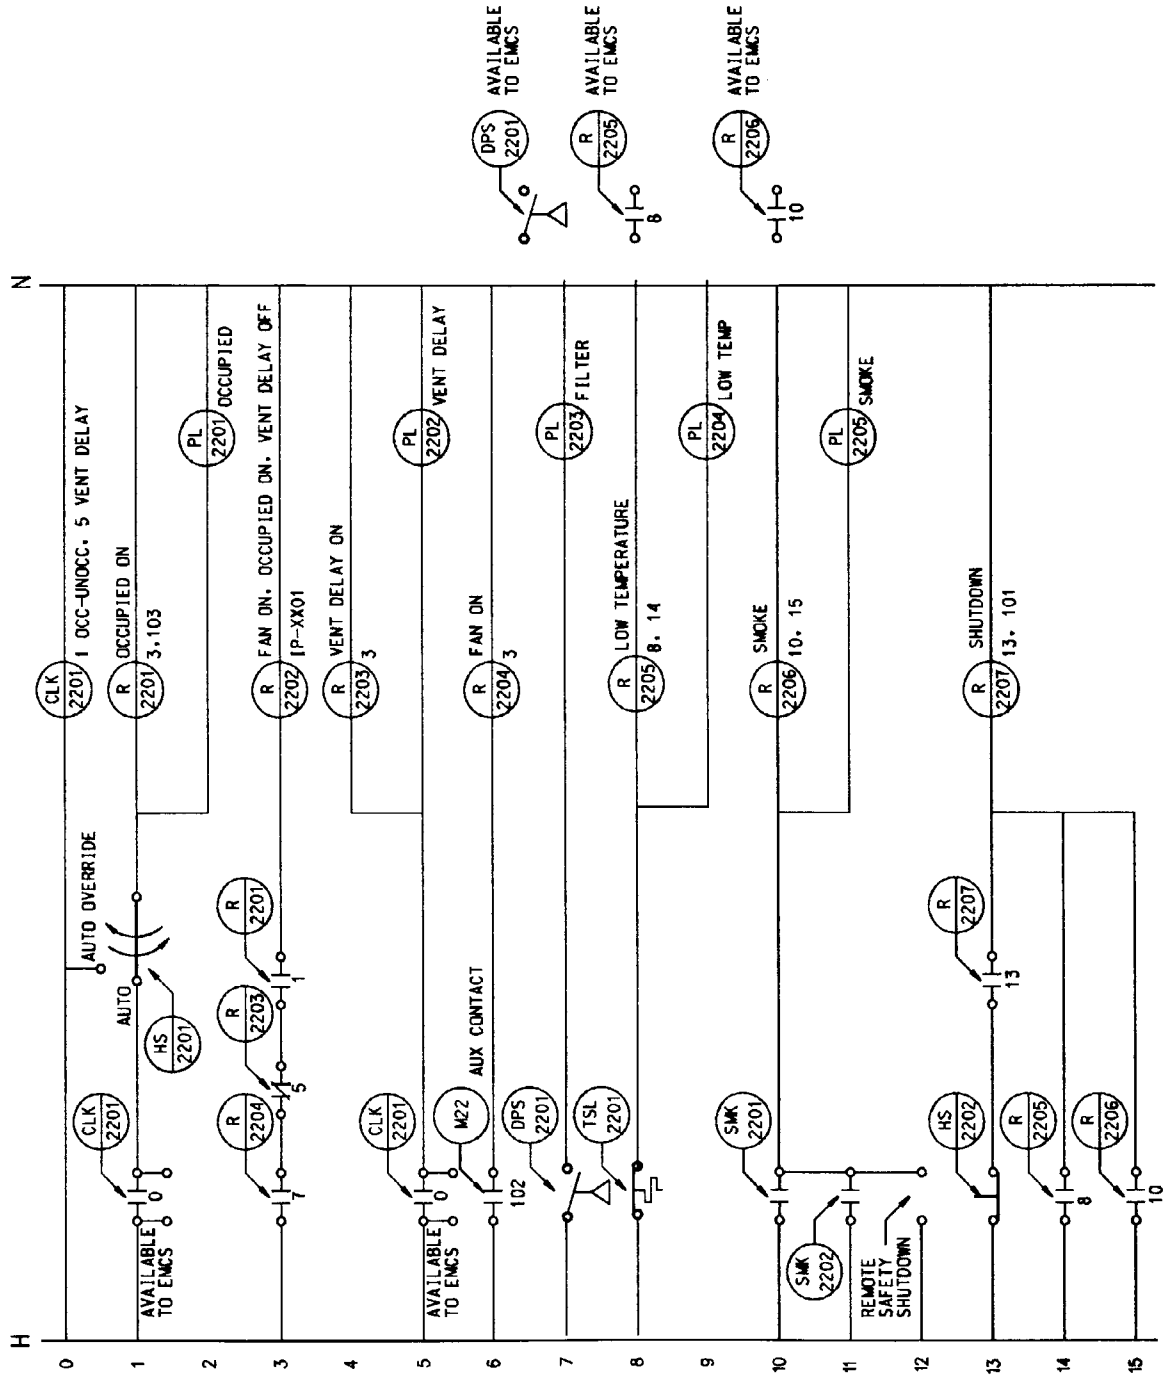 H
N
0
CLK
2201
1 OCC-UNOCC. 5 VENT DELAY
AUTO OVERRIDE
1
AVAILABLE
TO EMCS
CLK
2201
0
HS
2201
AUTO
R
2201
OCCUPIED ON
3.103
2
PL
2201
OCCUPIED
3
R
2204
7
R
2203
5
R
2201
1
R
2202
FAN ON. OCCUPIED ON. VENT DELAY OFF
IP-XX01
4
R
2203
VENT DELAY ON
3
5
AVAILABLE
TO EMCS
CLK
2201
0
PL
2202
VENT DELAY
6
M22
102
AUX CONTACT
R
2204
FAN ON
3
7
DPS
2201
PL
2203
FILTER
DPS
2201
AVAILABLE
TO EMCS
8
TSL
2201
R
2205
LOW TEMPERATURE
8. 14
R
2205
8
AVAILABLE
TO EMCS
9
PL
2204
LOW TEMP
10
SMK
2201
R
2206
SMOKE
10. 15
R
2206
10
AVAILABLE
TO EMCS
11
SMK
2202
PL
2205
SMOKE
12
REMOTE
SAFETY
SHUTDOWN
13
HS
2202
R
2207
13
R
2207
SHUTDOWN
13. 101
14
R
2205
8
15
R
2206
10